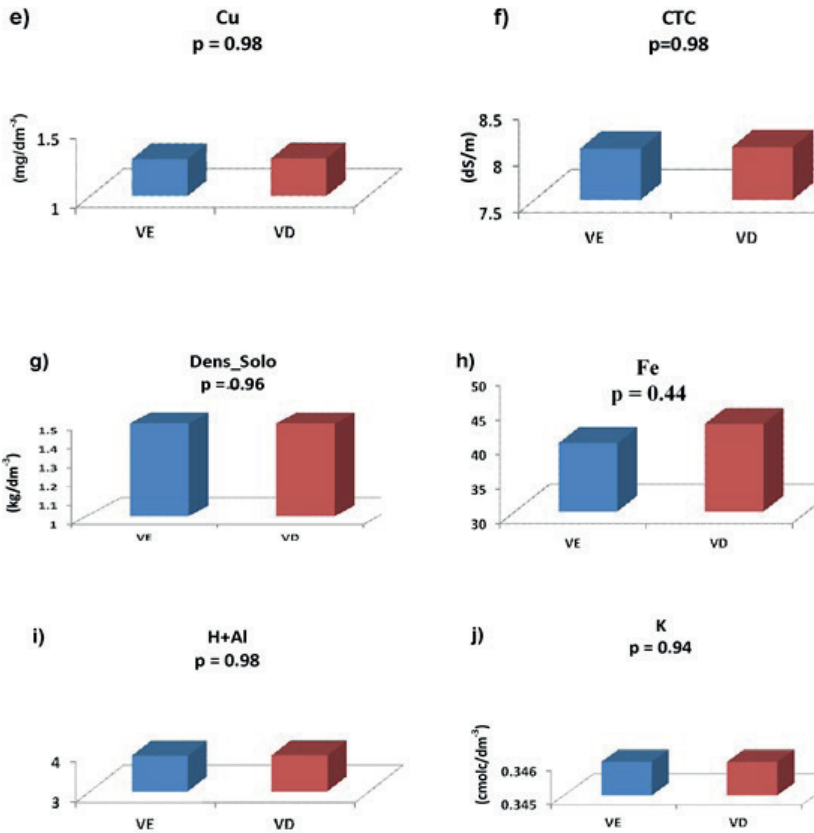 e)
Cu
p = 0.98
(mg/dm⁻³)
1.5
1
VE VD
f)
CTC
p=0.98
(dS/m)
8.5
8
7.5
VE VD
g)
Dens_Solo
p = 0.96
(kg/dm⁻³)
1.5
1.4
1.3
1.2
1.1
1
VE VD
h)
Fe
p = 0.44
50
45
40
35
30
VE VD
i)
H+Al
p = 0.98
4
3
VE VD
j)
K
p = 0.94
(cmolc/dm⁻³)
0.346
0.345
VE VD